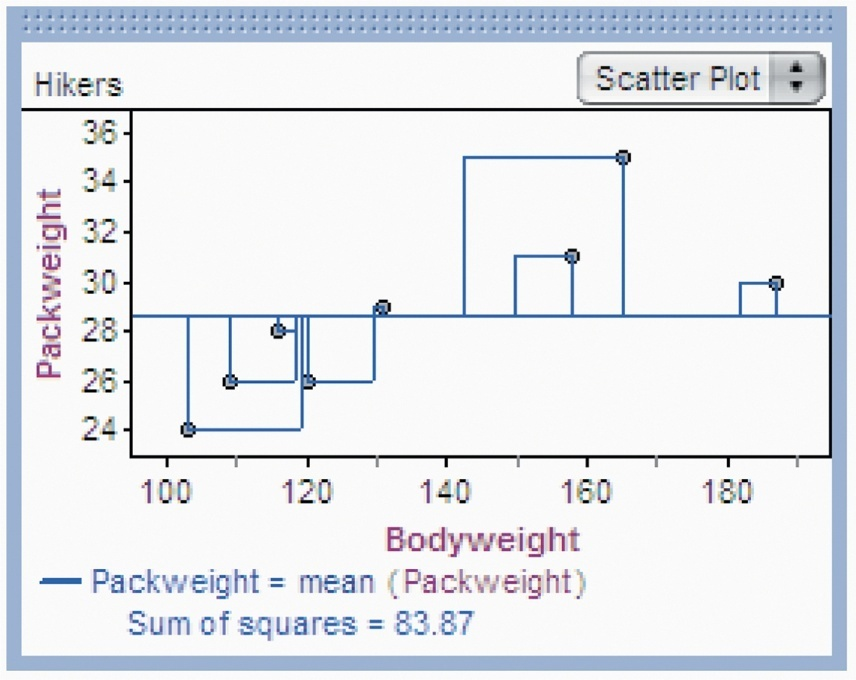 Hikers
Scatter Plot
36
34
32
30
28
26
24
Packweight
100 120 140 160 180
Bodyweight
Packweight = mean (Packweight)
Sum of squares = 83.87